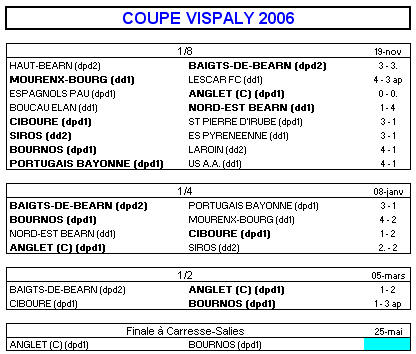 COUPE VISPALY 2006
1/8 19-nov
HAUT-BEARN (dpd2) BAIGTS-DE-BEARN (dpd2) 3 - 3.
MOURENX-BOURG (dd1) LESCAR FC (dd1) 4 - 3 ap
ESPAGNOLS PAU (dpd1) ANGLET (C) (dpd1) 0 - 0.
BOUCAU ELAN (dd1) NORD-EST BEARN (dd1) 1 - 4
CIBOURE (dpd1) ST PIERRE D'IRUBE (dpd1) 3 - 1
SIROS (dd2) ES PYRENEENNE (dd1) 3 - 1
BOURNOS (dpd1) LAROIN (dd2) 4 - 1
PORTUGAIS BAYONNE (dpd1) US A.A. (dd1) 4 - 1
1/4 08-janv
BAIGTS-DE-BEARN (dpd2) PORTUGAIS BAYONNE (dpd1) 3 - 1
BOURNOS (dpd1) MOURENX-BOURG (dd1) 4 - 2
NORD-EST BEARN (dd1) CIBOURE (dpd1) 1 - 2
ANGLET (C) (dpd1) SIROS (dd2) 2. - 2
1/2 05-mars
BAIGTS-DE-BEARN (dpd2) ANGLET (C) (dpd1) 1 - 2
CIBOURE (dpd1) BOURNOS (dpd1) 1 - 3 ap
Finale à Carresse-Salies 25-mai
ANGLET (C) (dpd1) BOURNOS (dpd1)